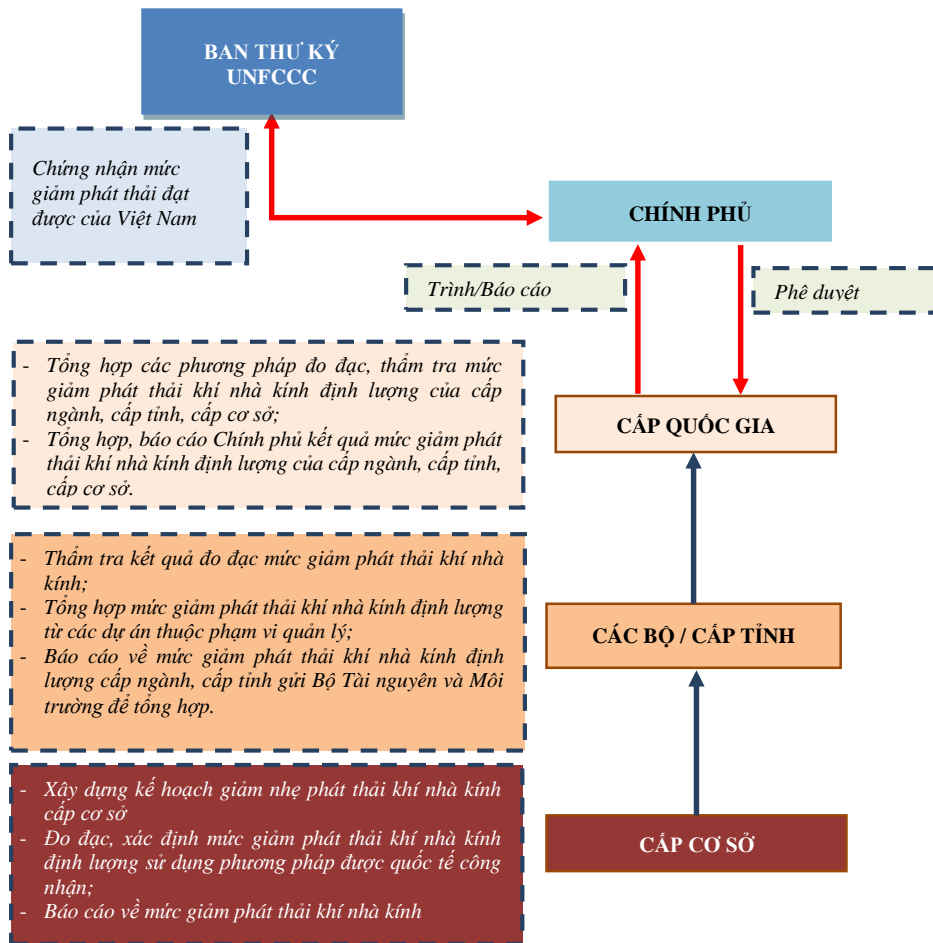 BAN THƯ KÝ
UNFCCC
Chứng nhận mức
giảm phát thải đạt
được của Việt Nam
CHÍNH PHỦ
Trình/Báo cáo
Phê duyệt
- Tổng hợp các phương pháp đo đạc, thẩm tra mức
giảm phát thải khí nhà kính định lượng của cấp
ngành, cấp tỉnh, cấp cơ sở;
- Tổng hợp, báo cáo Chính phủ kết quả mức giảm phát
thải khí nhà kính định lượng của cấp ngành, cấp tỉnh,
cấp cơ sở.
CẤP QUỐC GIA
- Thẩm tra kết quả đo đạc mức giảm phát thải khí nhà
kính;
- Tổng hợp mức giảm phát thải khí nhà kính định lượng
từ các dự án thuộc phạm vi quản lý;
- Báo cáo về mức giảm phát thải khí nhà kính định
lượng cấp ngành, cấp tỉnh gửi Bộ Tài nguyên và Môi
trường để tổng hợp.
CÁC BỘ / CẤP TỈNH
- Xây dựng kế hoạch giảm nhẹ phát thải khí nhà kính
cấp cơ sở
- Đo đạc, xác định mức giảm phát thải khí nhà kính
định lượng sử dụng phương pháp được quốc tế công
nhận;
- Báo cáo về mức giảm phát thải khí nhà kính
CẤP CƠ SỞ